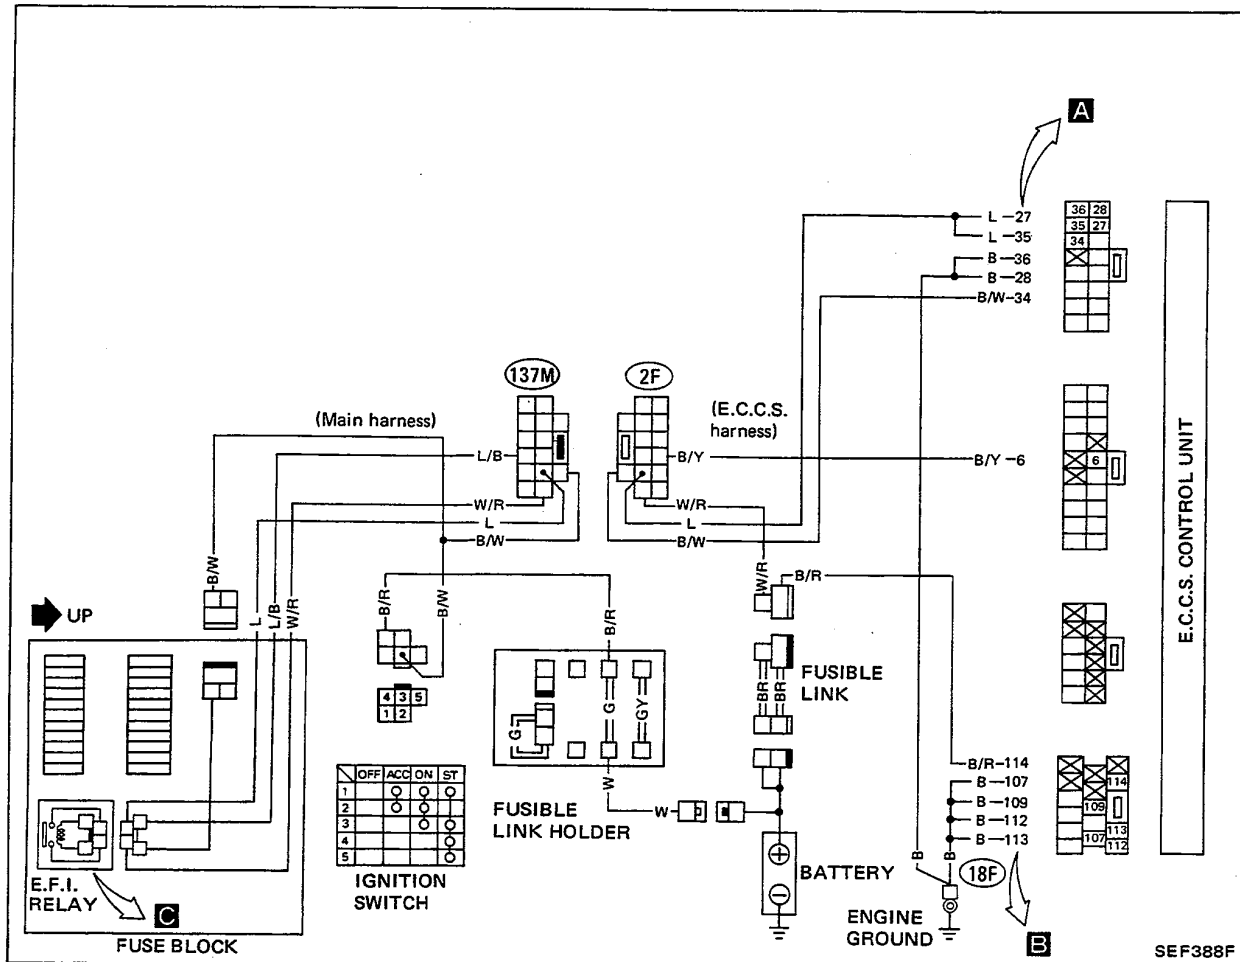 A
L
27
L
35
B
36
B
28
B/W
34
36 28
35 27
34
137M
2F
(Main harness)
(E.C.C.S.
harness)
L/B
B/Y
B/Y
6
6
W/R
L
B/W
W/R
L
B/W
E.C.C.S. CONTROL UNIT
B/W
L
L/B
W/R
B/R
B/W
B/R
W/R
B/R
UP
4 3 5
1 2
G
G
GY
BR
BR
FUSIBLE
LINK
W
W
FUSIBLE
LINK HOLDER
OFF ACC ON ST
1
2
3
4
5
IGNITION
SWITCH
B/R
114
B
107
B
109
B
112
B
113
114
109
113
107
112
B
B
18F
BATTERY
ENGINE
GROUND
E.F.I.
RELAY
C
FUSE BLOCK
B
SEF388F